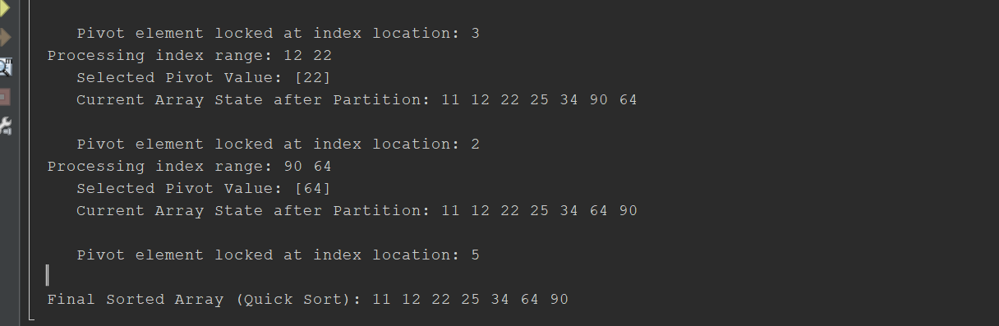 Pivot element locked at index location: 3
Processing index range: 12 22
Selected Pivot Value: [22]
Current Array State after Partition: 11 12 22 25 34 90 64
Pivot element locked at index location: 2
Processing index range: 90 64
Selected Pivot Value: [64]
Current Array State after Partition: 11 12 22 25 34 64 90
Pivot element locked at index location: 5
Final Sorted Array (Quick Sort): 11 12 22 25 34 64 90